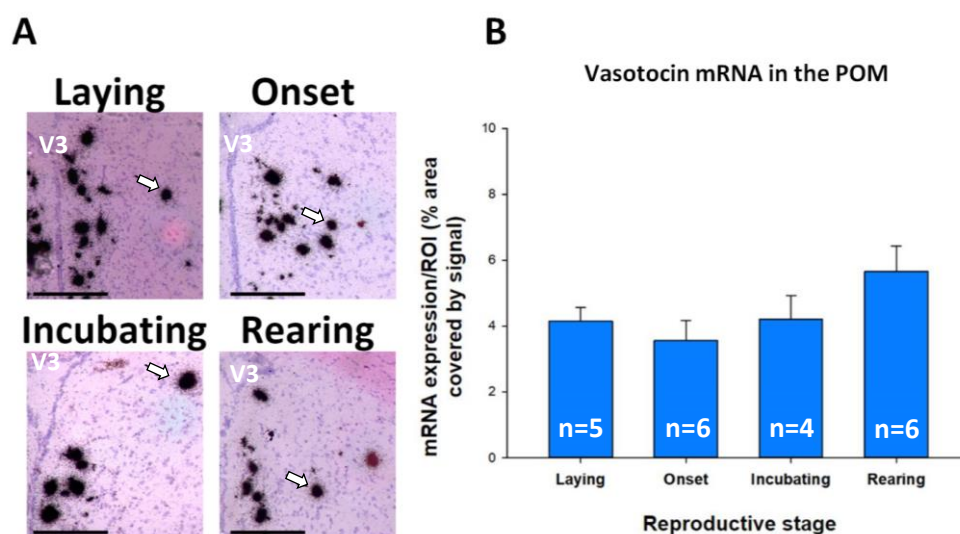 A
B
Vasotocin mRNA in the POM
Laying
Onset
V3
V3
Incubating
Rearing
V3
V3
mRNA expression/ROI (% area
covered by signal)
10
8
6
4
2
0
n=5
n=6
n=4
n=6
Laying
Onset
Incubating
Rearing
Reproductive stage